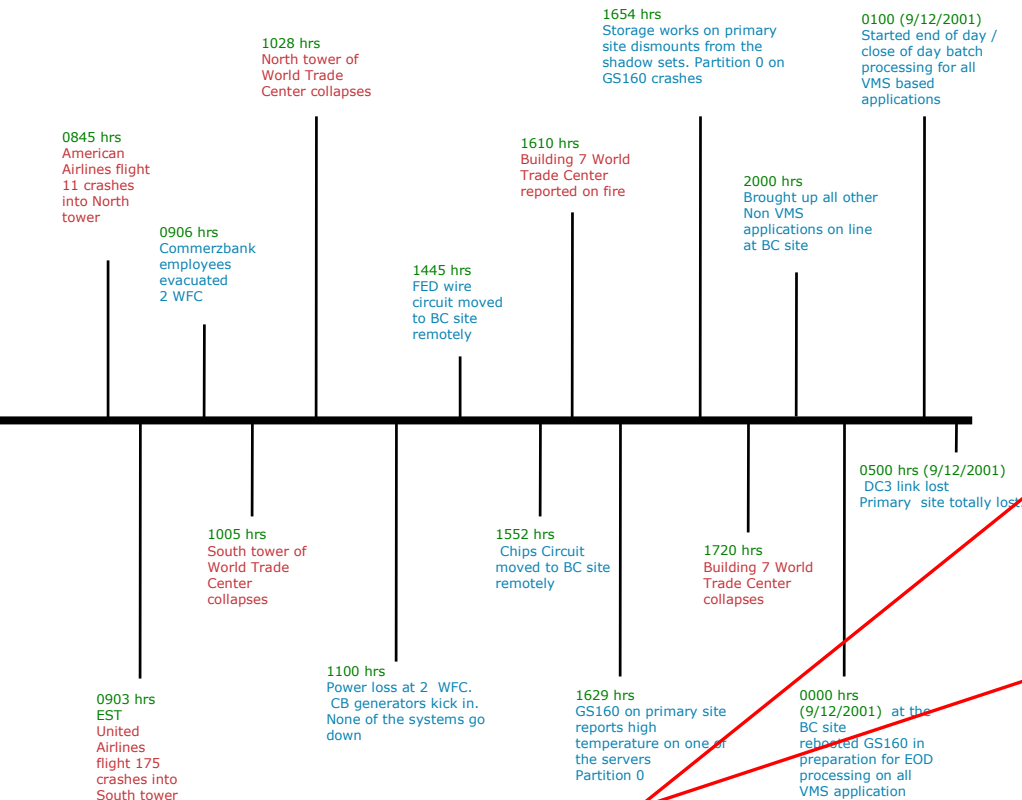 0845 hrs
American
Airlines flight
11 crashes
into North
tower
0903 hrs
EST
United
Airlines
flight 175
crashes into
South tower
0906 hrs
Commerzbank
employees
evacuated
2 WFC
1005 hrs
South tower of
World Trade
Center
collapses
1028 hrs
North tower of
World Trade
Center collapses
1100 hrs
Power loss at 2  WFC.
CB generators kick in.
None of the systems go
down
1445 hrs
FED wire
circuit moved
to BC site
remotely
1552 hrs
Chips Circuit
moved to BC site
remotely
1610 hrs
Building 7 World
Trade Center
reported on fire
1629 hrs
GS160 on primary site
reports high
temperature on one of
the servers
Partition 0
1654 hrs
Storage works on primary
site dismounts from the
shadow sets. Partition 0 on
GS160 crashes
1720 hrs
Building 7 World
Trade Center
collapses
2000 hrs
Brought up all other
Non VMS
applications on line
at BC site
0000 hrs
(9/12/2001)  at the
BC site
rebooted GS160 in
preparation for EOD
processing on all
VMS application
0100 (9/12/2001)
Started end of day /
close of day batch
processing for all
VMS based
applications
0500 hrs (9/12/2001)
DC3 link lost
Primary  site totally lost